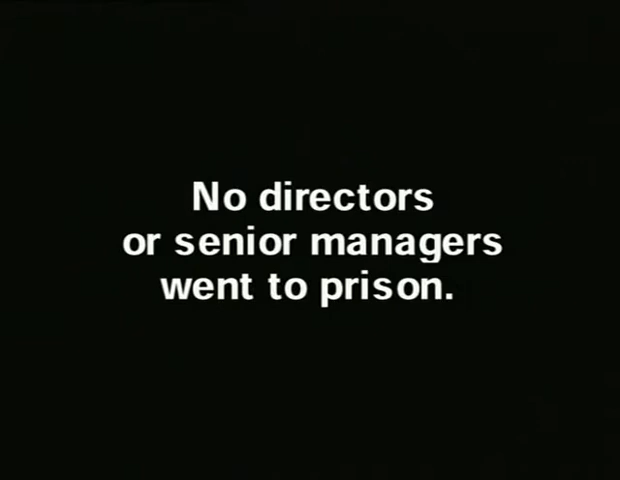 No directors
or senior managers
went to prison.